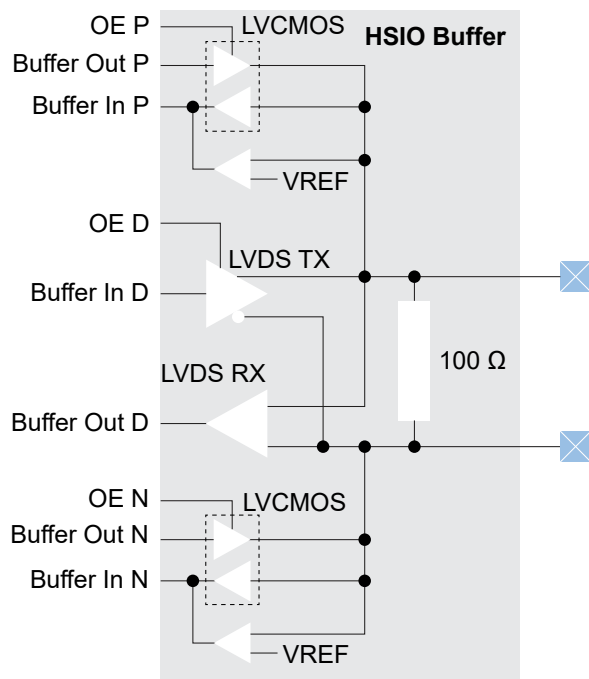 OE P
LVCMOS
HSIO Buffer
Buffer Out P
Buffer In P
VREF
OE D
LVDS TX
Buffer In D
100 Ω
LVDS RX
Buffer Out D
OE N
LVCMOS
Buffer Out N
Buffer In N
VREF